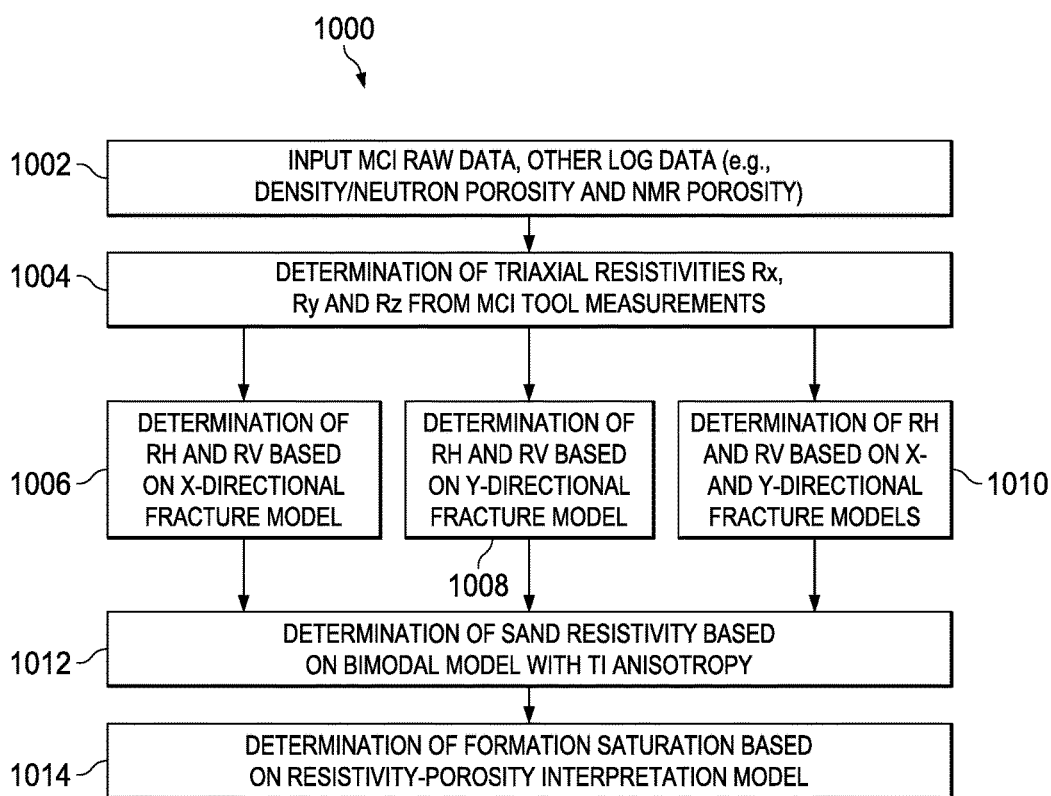 1000
1002
INPUT MCI RAW DATA, OTHER LOG DATA (e.g.,
DENSITY/NEUTRON POROSITY AND NMR POROSITY)
1004
DETERMINATION OF TRIAXIAL RESISTIVITIES Rx,
Ry AND Rz FROM MCI TOOL MEASUREMENTS
1006
DETERMINATION OF
RH AND RV BASED
ON X-DIRECTIONAL
FRACTURE MODEL
DETERMINATION OF
RH AND RV BASED
ON Y-DIRECTIONAL
FRACTURE MODEL
1008
DETERMINATION OF RH
AND RV BASED ON X-
AND Y-DIRECTIONAL
FRACTURE MODELS
1010
1012
DETERMINATION OF SAND RESISTIVITY BASED
ON BIMODAL MODEL WITH TI ANISOTROPY
1014
DETERMINATION OF FORMATION SATURATION BASED
ON RESISTIVITY-POROSITY INTERPRETATION MODEL